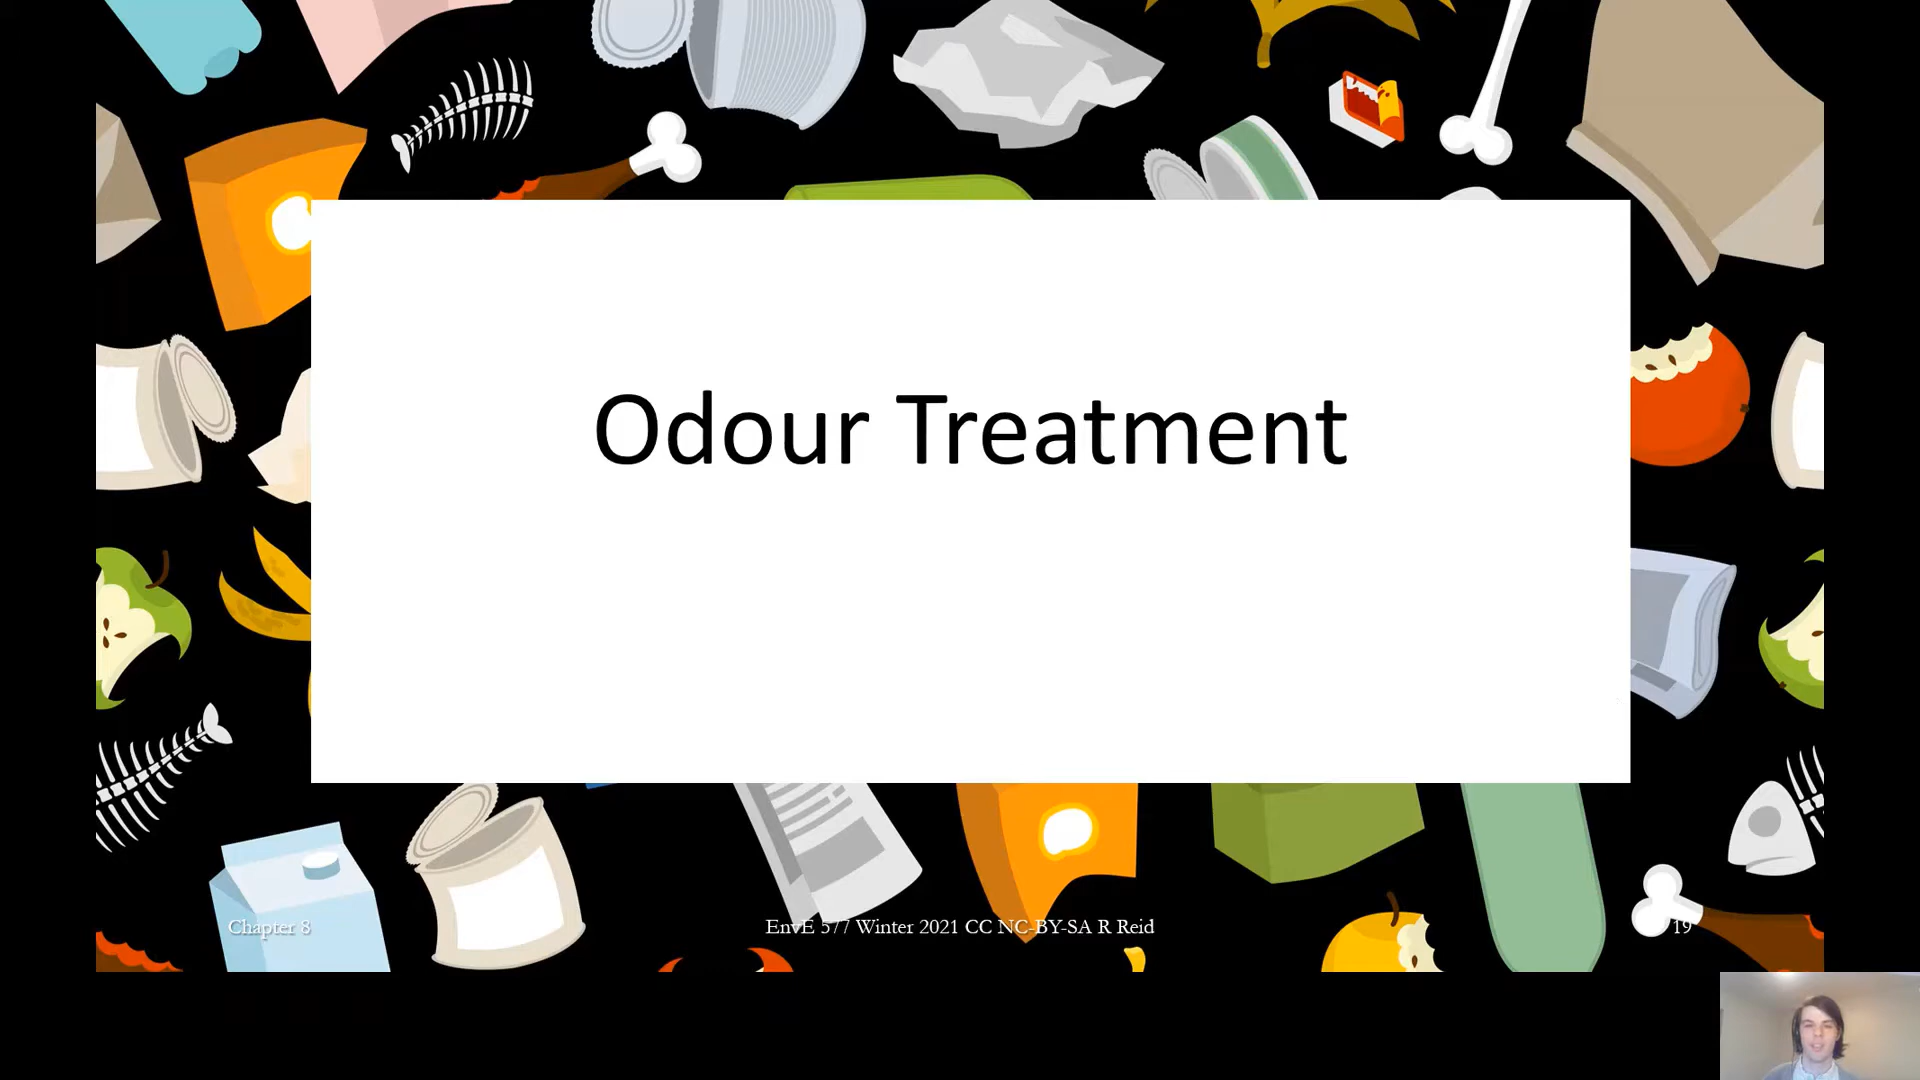 Odour Treatment
Chapter 8
EnvE 577 Winter 2021 CC NC-BY-SA R Reid
19